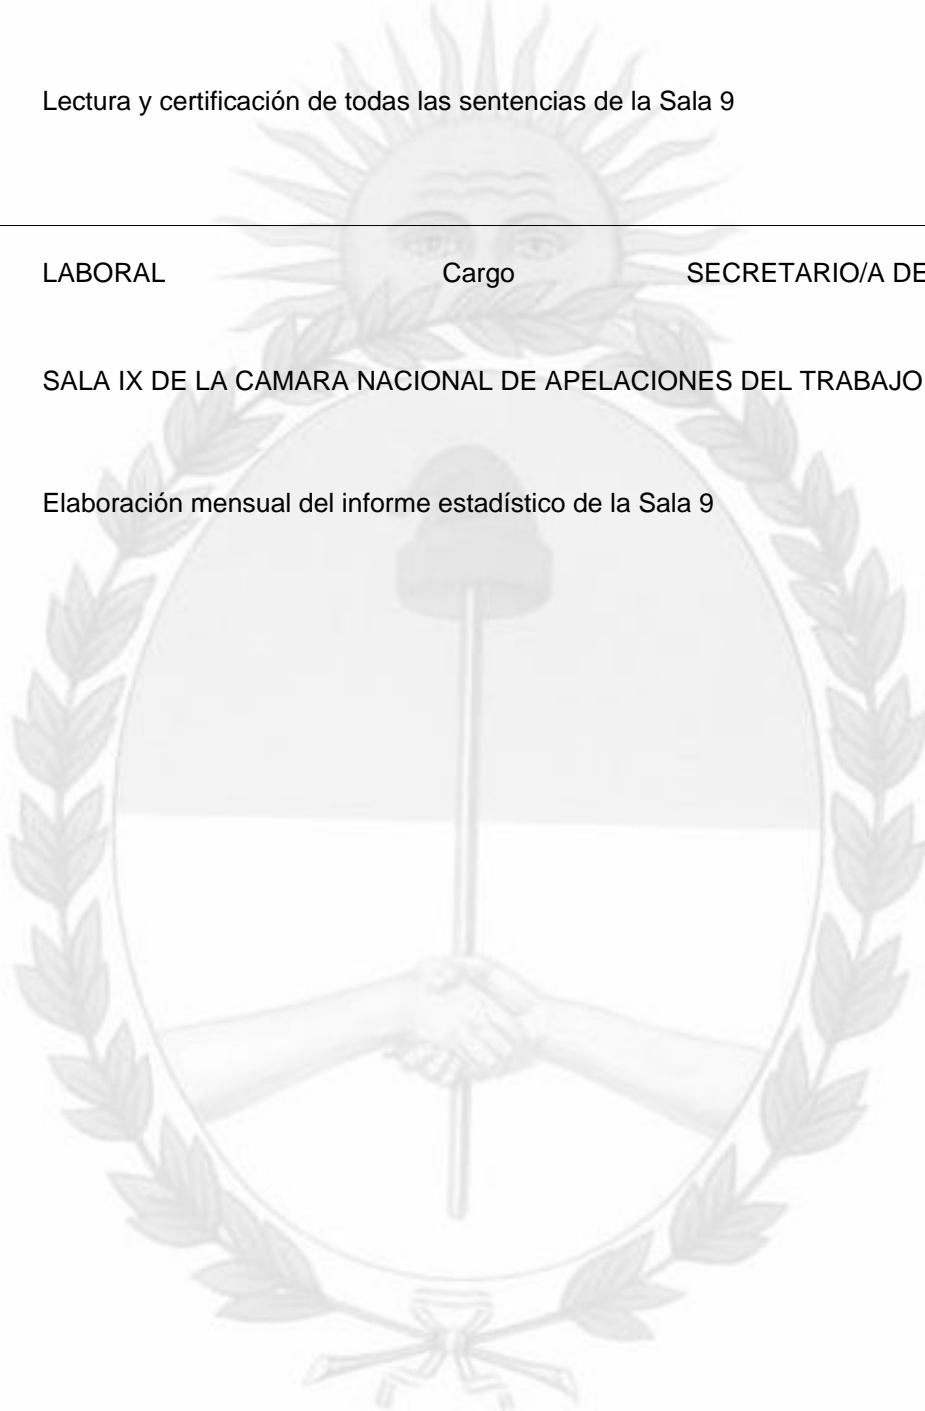 Lectura y certificación de todas las sentencias de la Sala 9
LABORAL Cargo SECRETARIO/A DE
SALA IX DE LA CAMARA NACIONAL DE APELACIONES DEL TRABAJO
Elaboración mensual del informe estadístico de la Sala 9